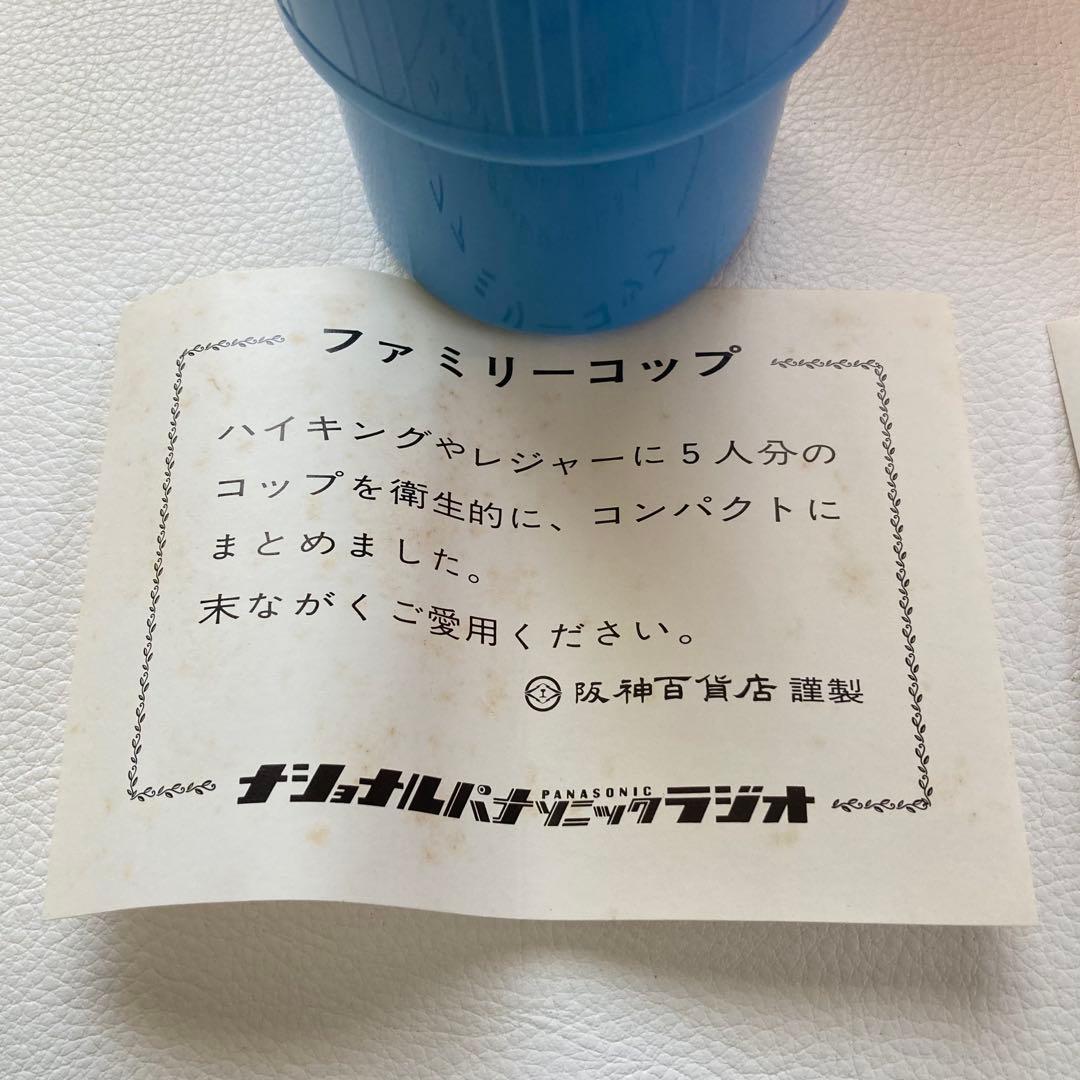 ファミリーコップ
ハイキングやレジャーに5人分の
コップを衛生的に、コンパクトに
まとめました。
末ながくご愛用ください。
阪神百貨店 謹製
PANASONIC
ナショナルパナソニックラジオ